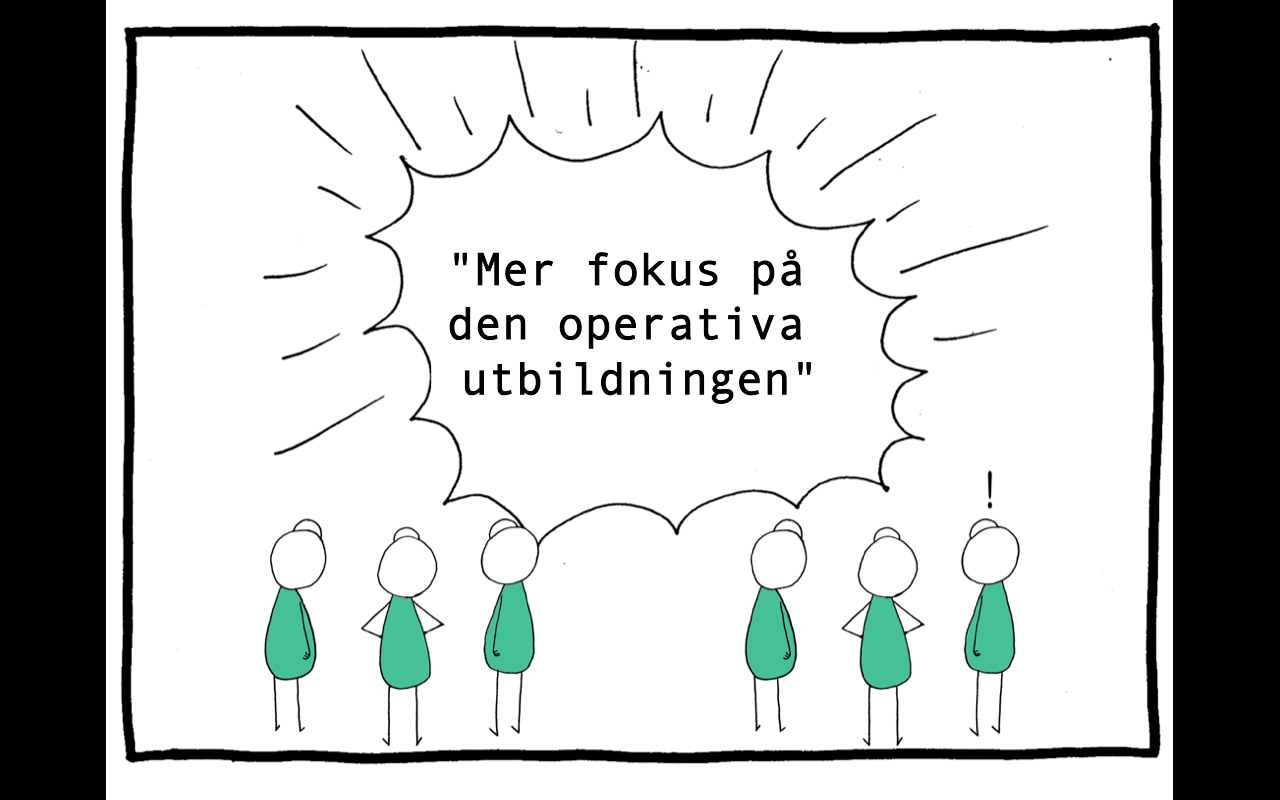 "Mer fokus på
den operativa
utbildningen"
!